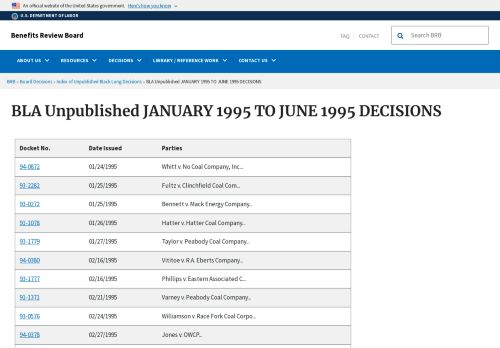 An official website of the United States government. Here's how you know
U.S. DEPARTMENT OF LABOR
Benefits Review Board
FAQ CONTACT
Search BRB
ABOUT US RESOURCES DECISIONS LIBRARY / REFERENCE WORK CONTACT US
BRB › Board Decisions › Index of Unpublished Black Lung Decisions › BLA Unpublished JANUARY 1995 TO JUNE 1995 DECISIONS
BLA Unpublished JANUARY 1995 TO JUNE 1995 DECISIONS
Docket No. Date Issued Parties
94-0872 01/24/1995 Whitt v. No Coal Company, Inc...
93-2282 01/25/1995 Fultz v. Clinchfield Coal Com...
93-0272 01/25/1995 Bennett v. Mack Energy Company..
91-1078 01/26/1995 Hatter v. Hatter Coal Company..
93-1779 01/27/1995 Taylor v. Peabody Coal Company...
94-0380 02/16/1995 Vititoe v. R.A. Eberts Company...
93-1777 02/16/1995 Phillips v. Eastern Associated C...
91-1371 02/21/1995 Varney v. Peabody Coal Company...
93-0576 02/24/1995 Williamson v. Race Fork Coal Corpo...
94-0378 02/27/1995 Jones v. OWCP...